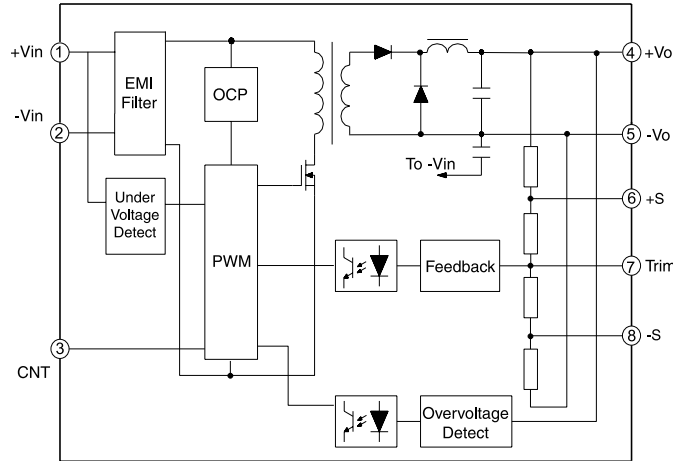 +Vin
1
EMI
Filter
OCP
4
+Vo
-Vin
2
5
-Vo
To -Vin
Under
Voltage
Detect
6
+S
PWM
Feedback
7
Trim
3
CNT
8
-S
Overvoltage
Detect